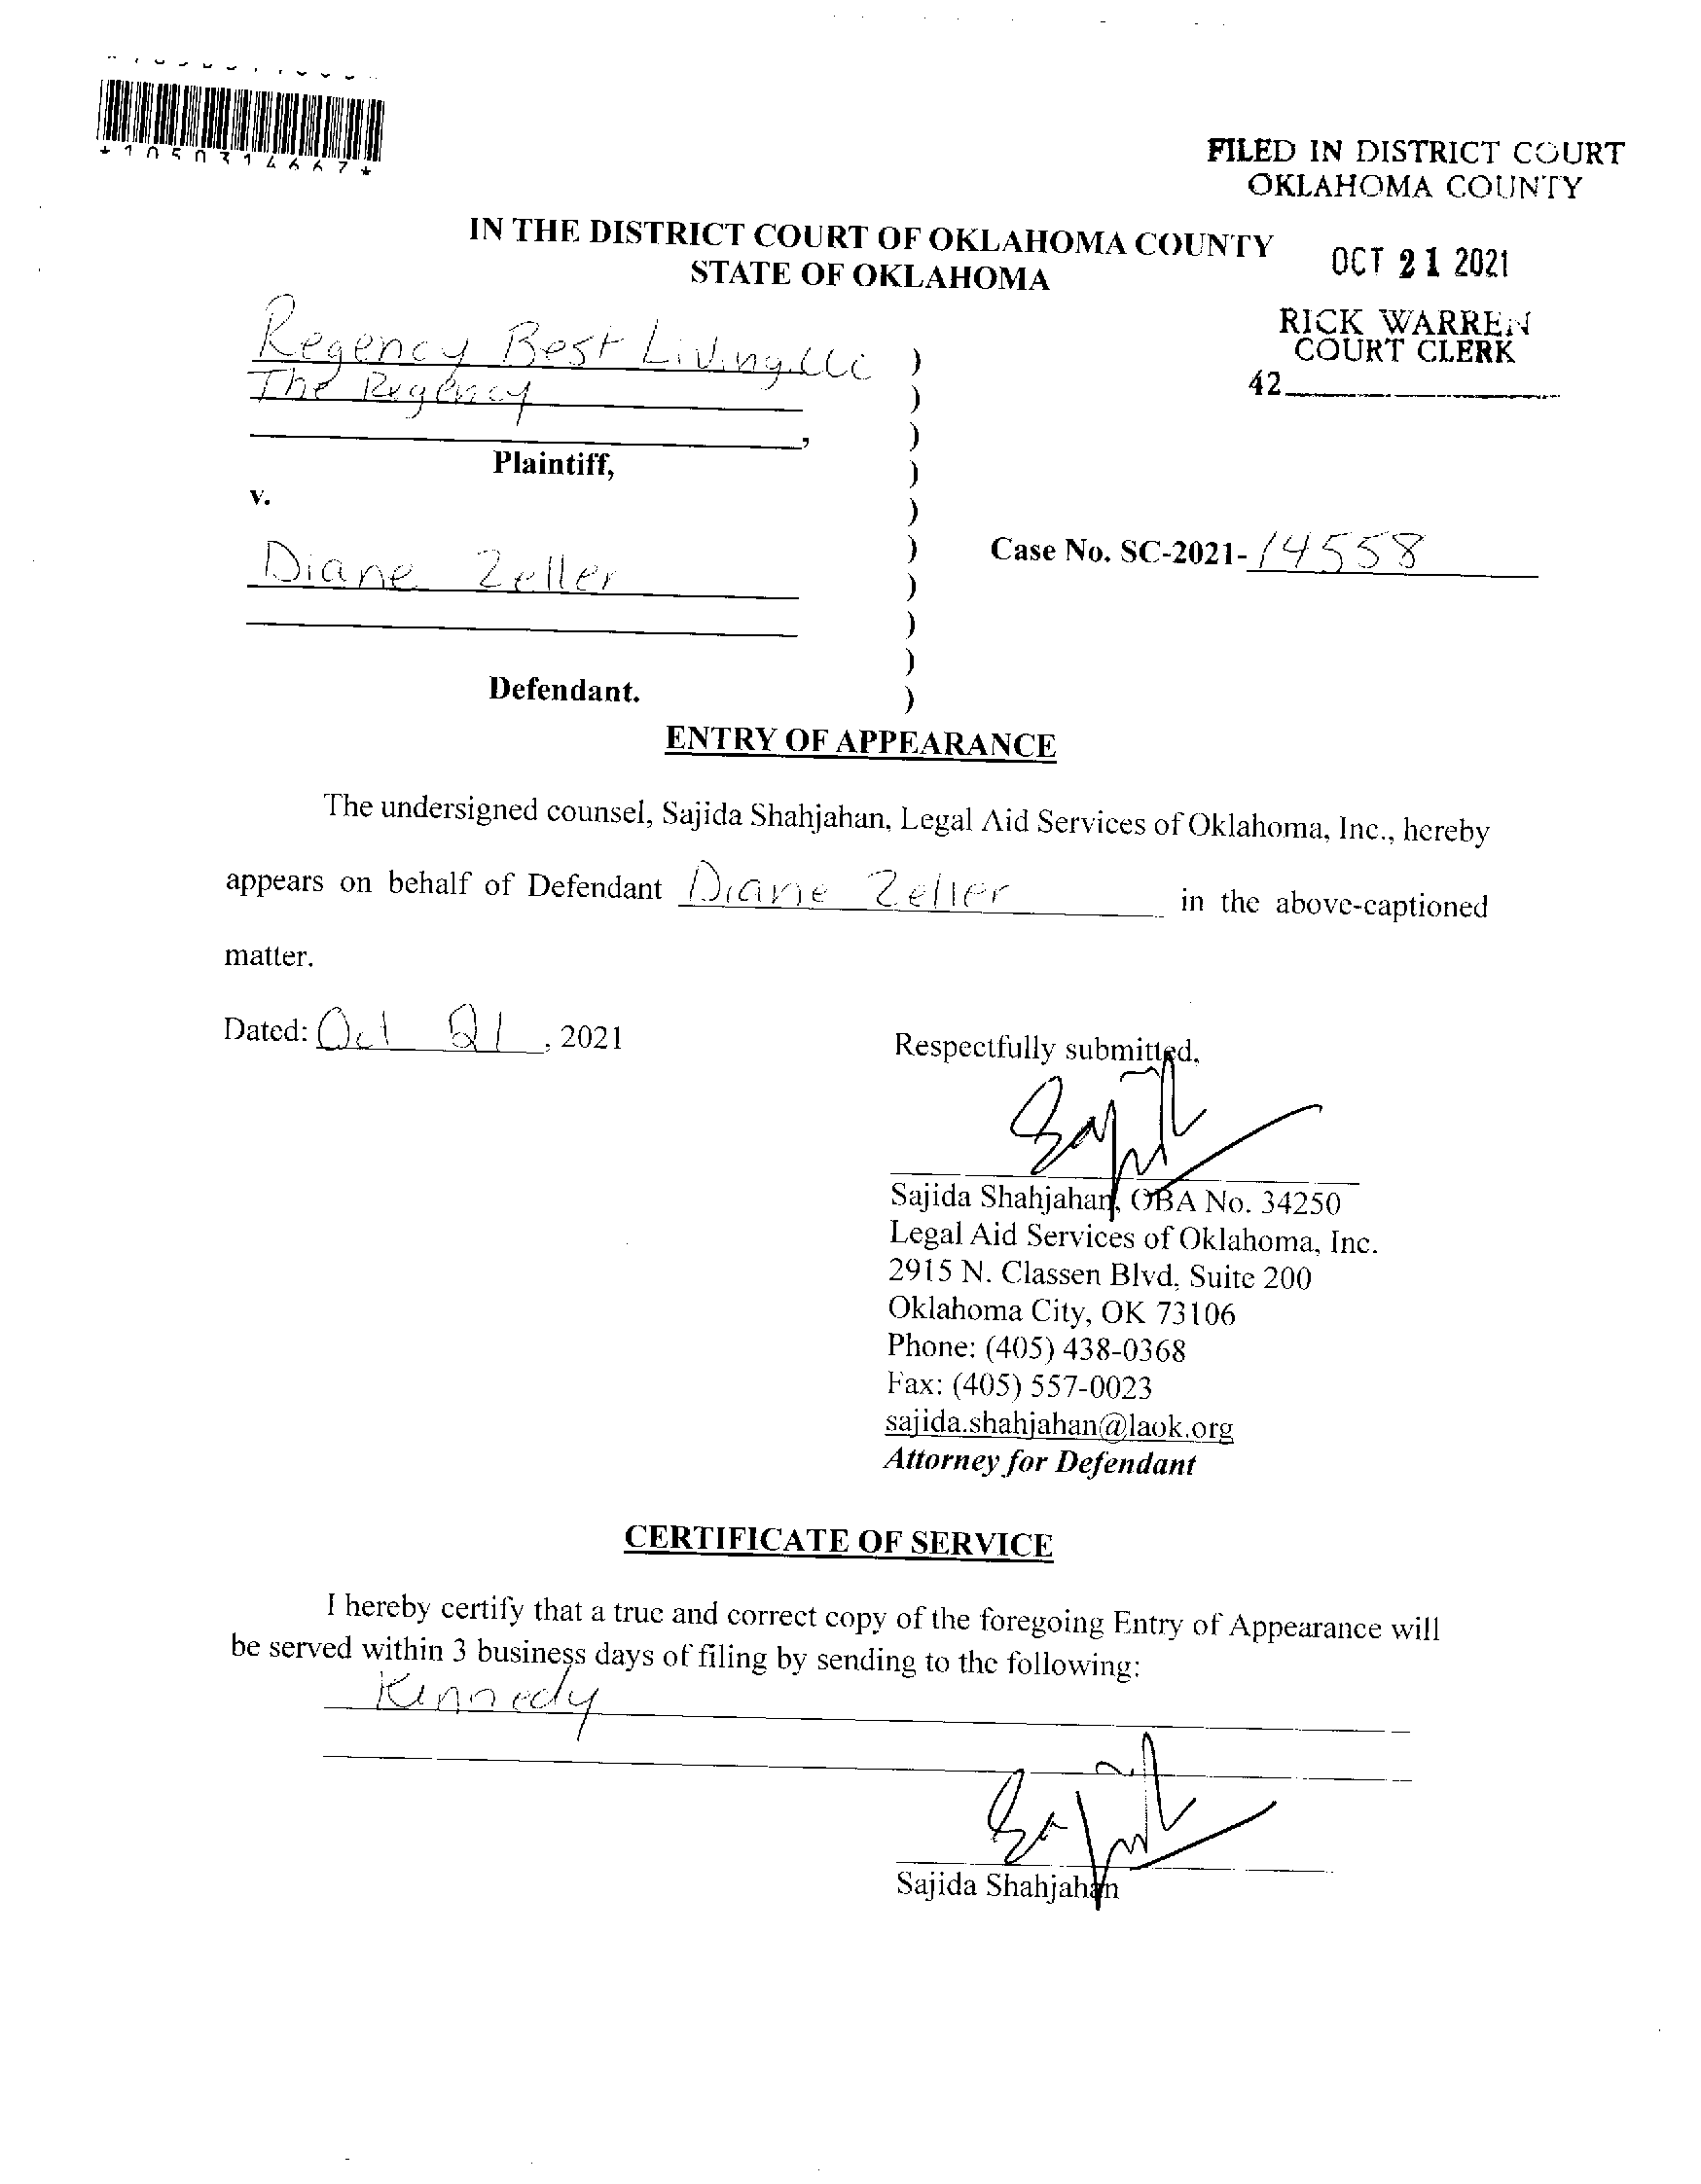 *1050314667*
FILED IN DISTRICT COURT
OKLAHOMA COUNTY
IN THE DISTRICT COURT OF OKLAHOMA COUNTY
STATE OF OKLAHOMA
OCT 21 2021
RICK WARREN
COURT CLERK
42
Regency Best Living LLC )
The Regency )
, )
Plaintiff, )
v. )
) Case No. SC-2021-14558
Diane Zeller )
)
)
Defendant. )
ENTRY OF APPEARANCE
The undersigned counsel, Sajida Shahjahan, Legal Aid Services of Oklahoma, Inc., hereby
appears on behalf of Defendant Diane Zeller in the above-captioned
matter.
Dated: Oct 21, 2021
Respectfully submitted,
Sajida Shahjahan, OBA No. 34250
Legal Aid Services of Oklahoma, Inc.
2915 N. Classen Blvd, Suite 200
Oklahoma City, OK 73106
Phone: (405) 438-0368
Fax: (405) 557-0023
sajida.shahjahan@laok.org
Attorney for Defendant
CERTIFICATE OF SERVICE
I hereby certify that a true and correct copy of the foregoing Entry of Appearance will
be served within 3 business days of filing by sending to the following:
Kennedy
Sajida Shahjahan